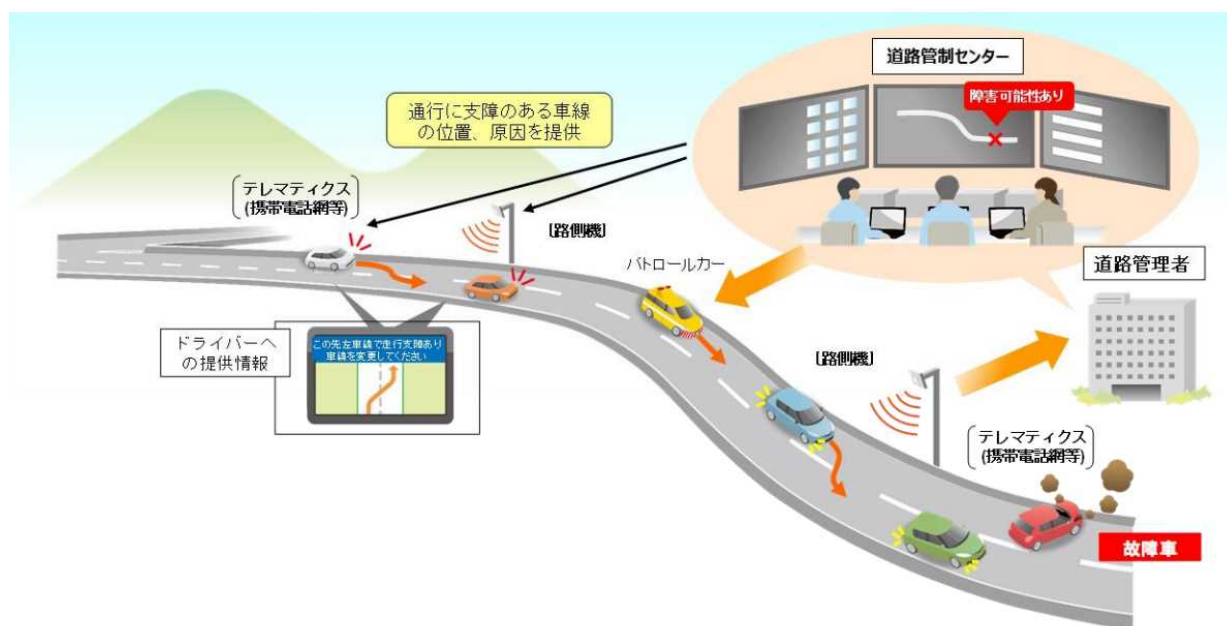 道路管制センター
障害可能性あり
通行に支障のある車線
の位置、原因を提供
テレマティクス
(携帯電話網等)
〔路側機〕
パトロールカー
道路管理者
ドライバーへ
の提供情報
この先左車線で走行支障あり
車線を変更してください
〔路側機〕
テレマティクス
(携帯電話網等)
故障車